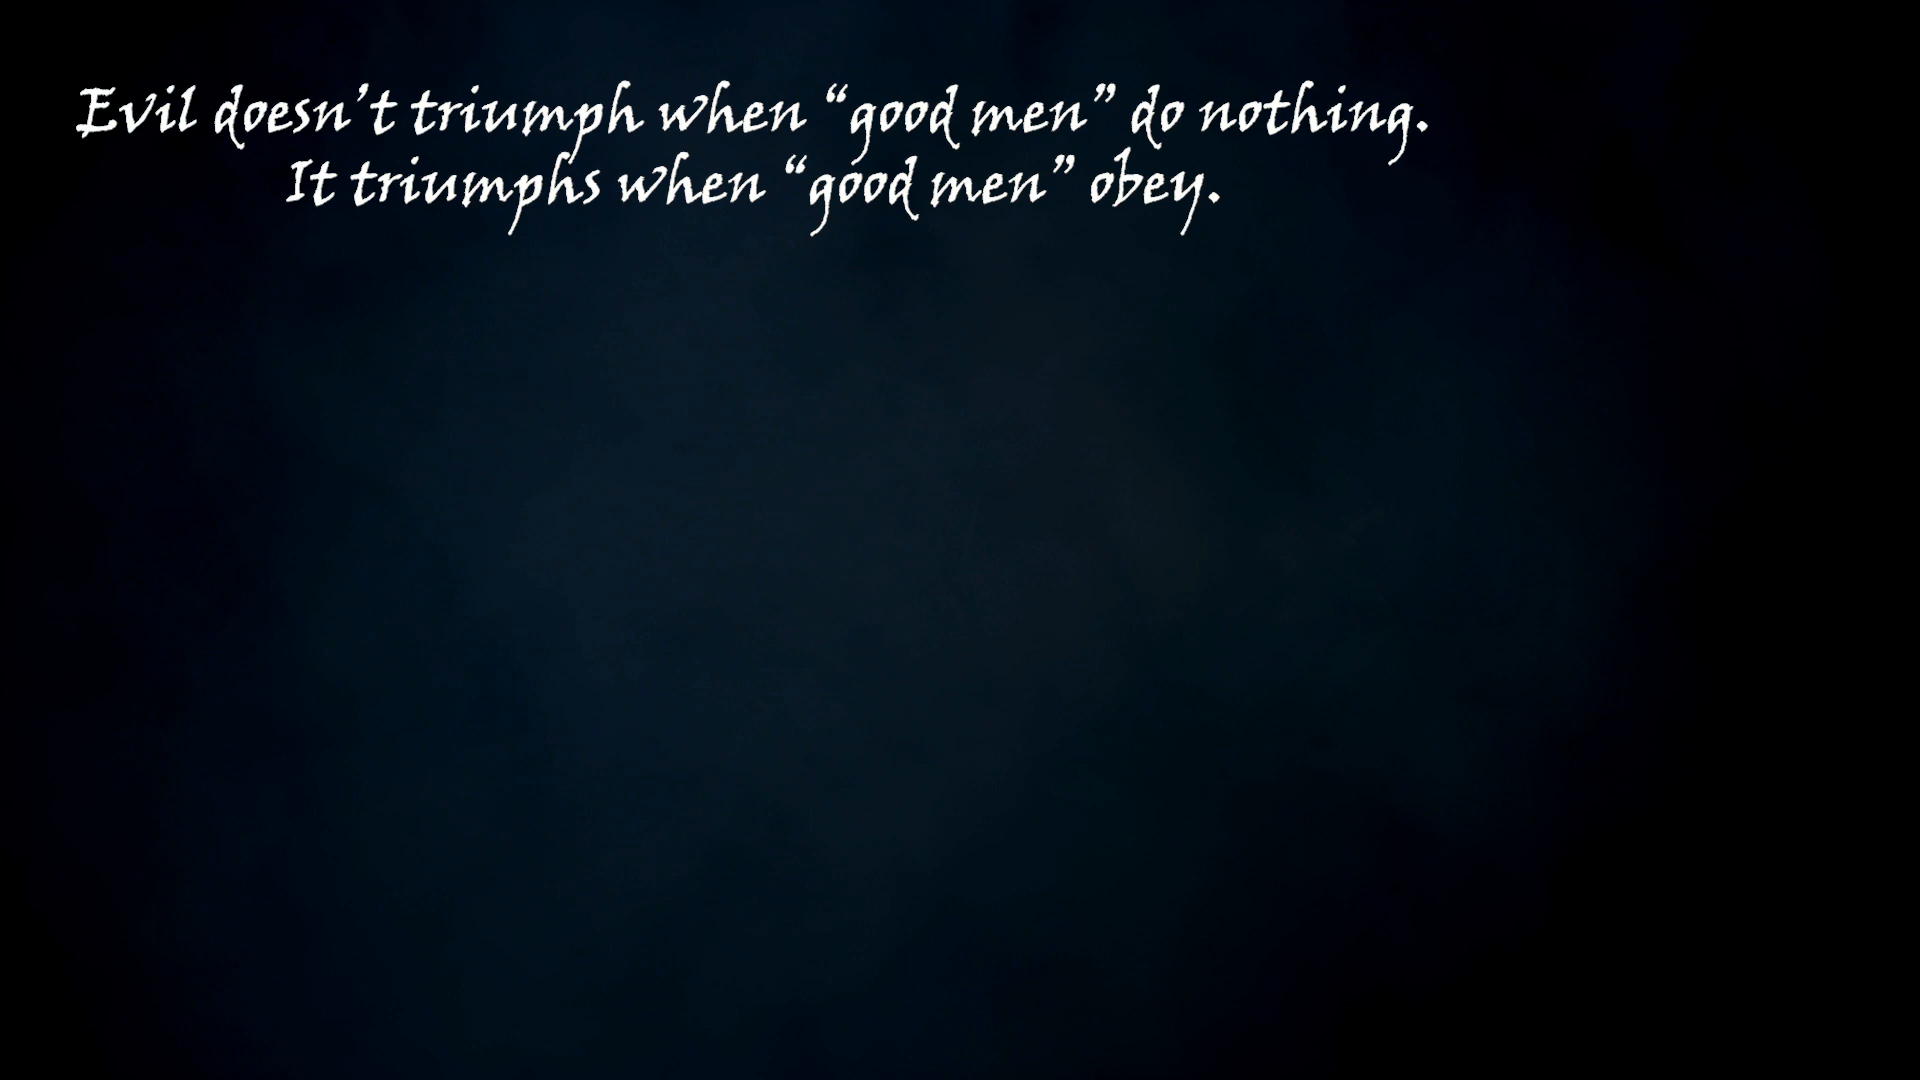 Evil doesn’t triumph when “good men” do nothing.
It triumphs when “good men” obey.